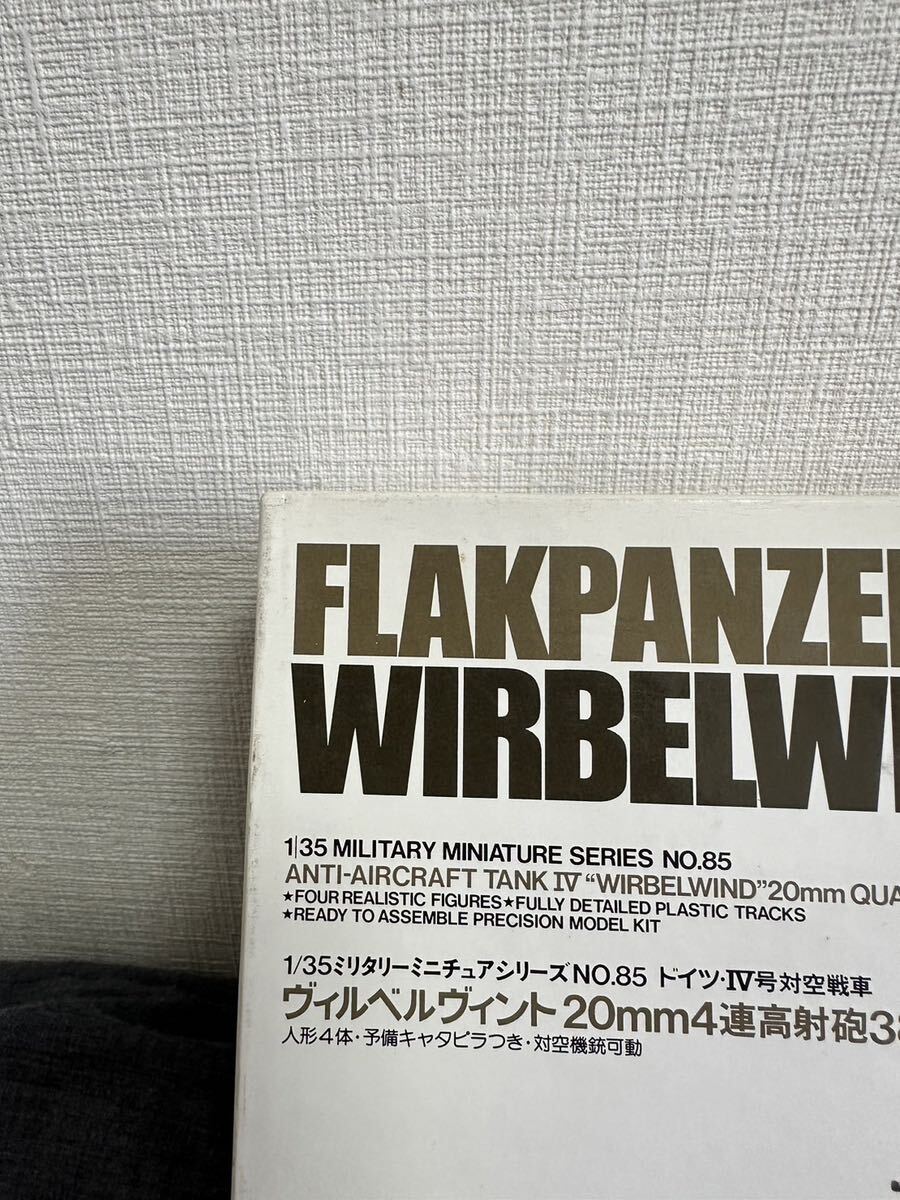 FLAKPANZE
WIRBELW
1/35 MILITARY MINIATURE SERIES NO.85
ANTI-AIRCRAFT TANK IV “WIRBELWIND”20mm QUA
★FOUR REALISTIC FIGURES★FULLY DETAILED PLASTIC TRACKS
★READY TO ASSEMBLE PRECISION MODEL KIT
1/35ミリタリーミニチュアシリーズNO.85 ドイツ・IV号対空戦車
ヴィルベルヴィント 20mm4連高射砲3
人形4体・予備キャタピラつき・対空機銃可動